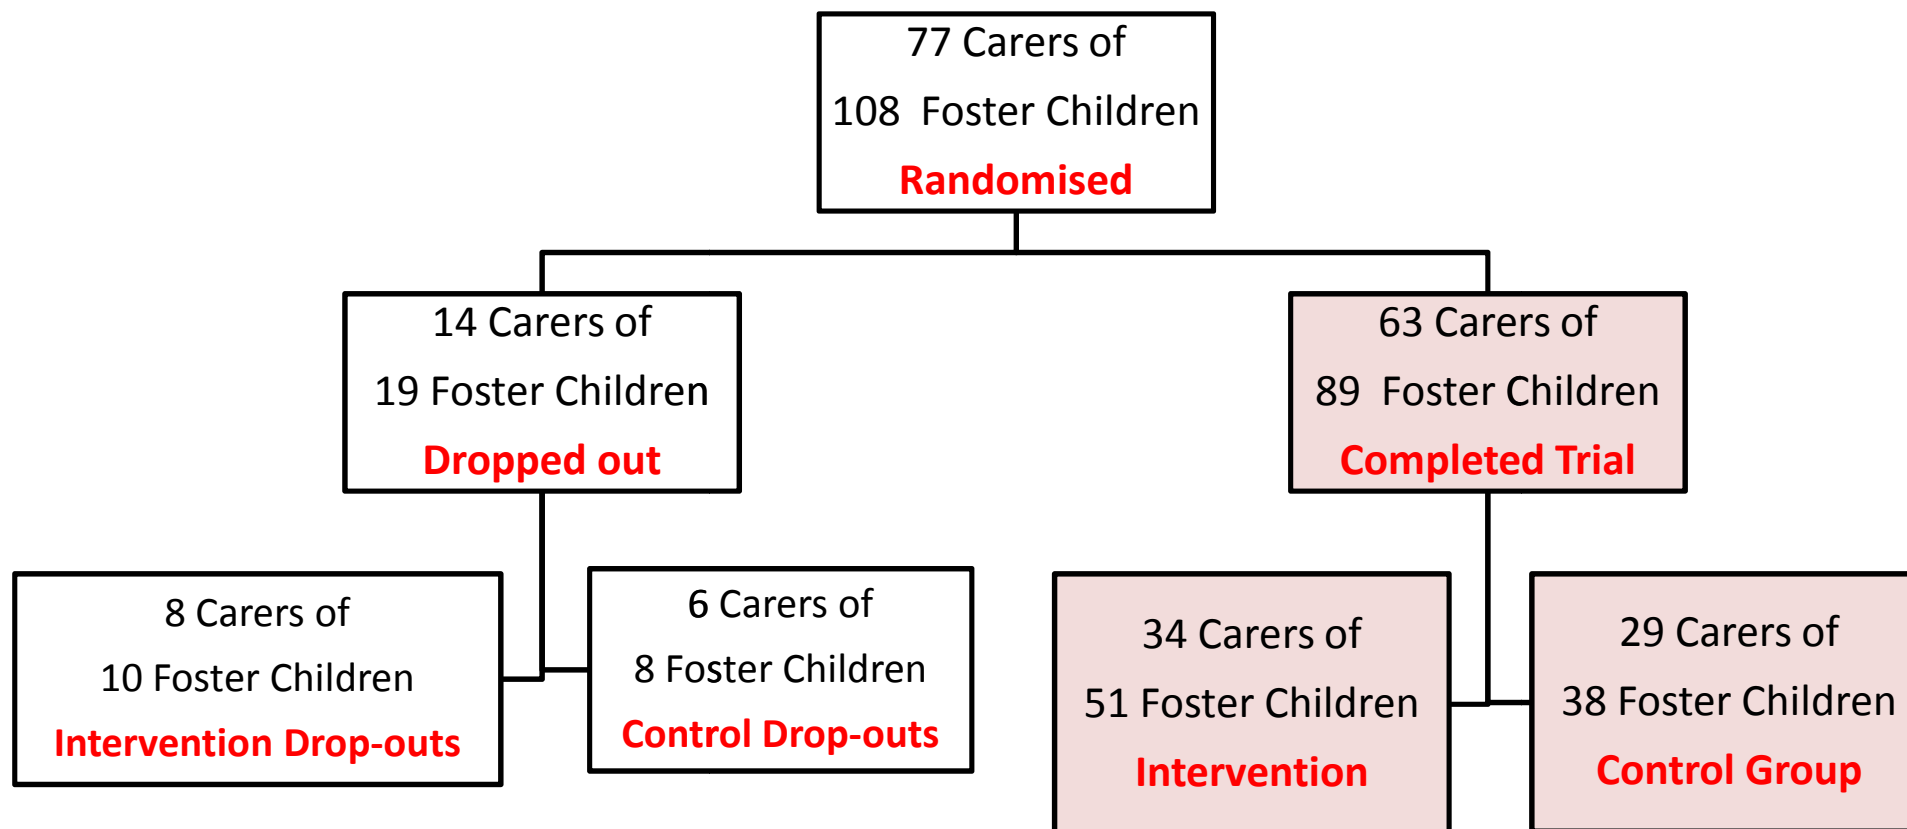 77 Carers of
108 Foster Children
Randomised
14 Carers of
19 Foster Children
Dropped out
63 Carers of
89 Foster Children
Completed Trial
8 Carers of
10 Foster Children
Intervention Drop-outs
6 Carers of
8 Foster Children
Control Drop-outs
34 Carers of
51 Foster Children
Intervention
29 Carers of
38 Foster Children
Control Group